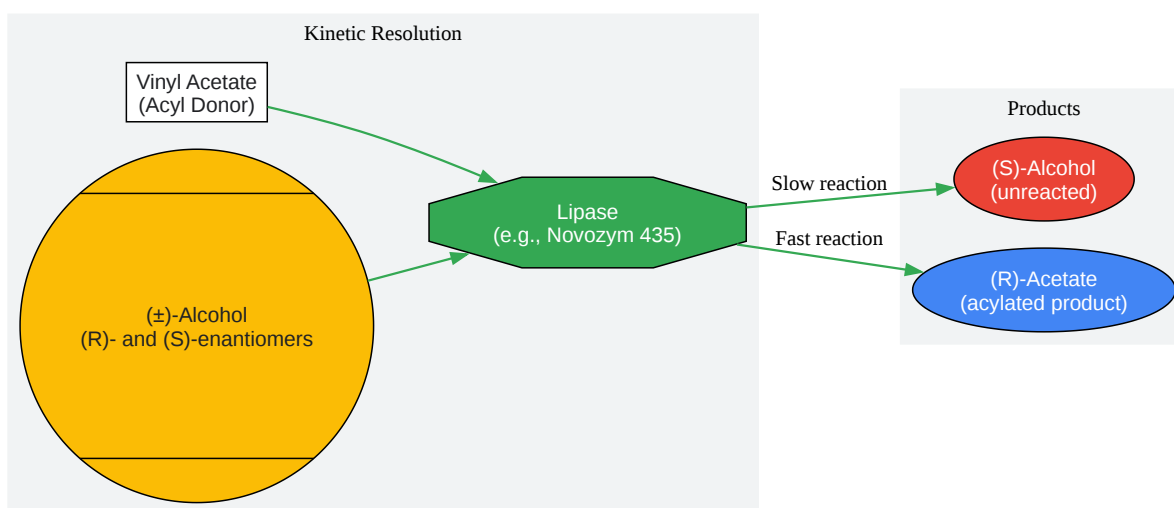 Kinetic Resolution
Vinyl Acetate
(Acyl Donor)
(±)-Alcohol
(R)- and (S)-enantiomers
Lipase
(e.g., Novozym 435)
Slow reaction
Fast reaction
Products
(S)-Alcohol
(unreacted)
(R)-Acetate
(acylated product)